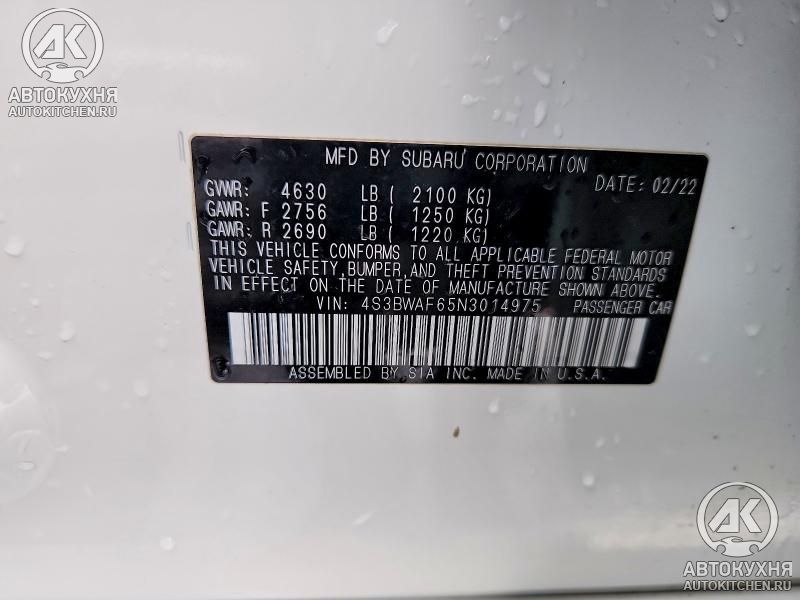 AK
АВТОКУХНЯ
AUTOKITCHEN.RU
MFD BY SUBARU CORPORATION
DATE: 02/22
GVWR: 4630 LB ( 2100 KG)
GAWR: F 2756 LB ( 1250 KG)
GAWR: R 2690 LB ( 1220 KG)
THIS VEHICLE CONFORMS TO ALL APPLICABLE FEDERAL MOTOR
VEHICLE SAFETY, BUMPER, AND THEFT PREVENTION STANDARDS
IN EFFECT ON THE DATE OF MANUFACTURE SHOWN ABOVE.
VIN: 4S3BWAF65N3014975 PASSENGER CAR
ASSEMBLED BY SIA INC. MADE IN U.S.A.
AK
АВТОКУХНЯ
AUTOKITCHEN.RU